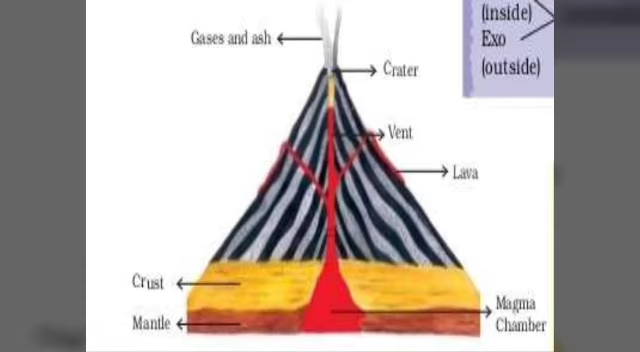 (inside)
Exo
(outside)
Gases and ash
Crater
Vent
Lava
Crust
Mantle
Magma
Chamber